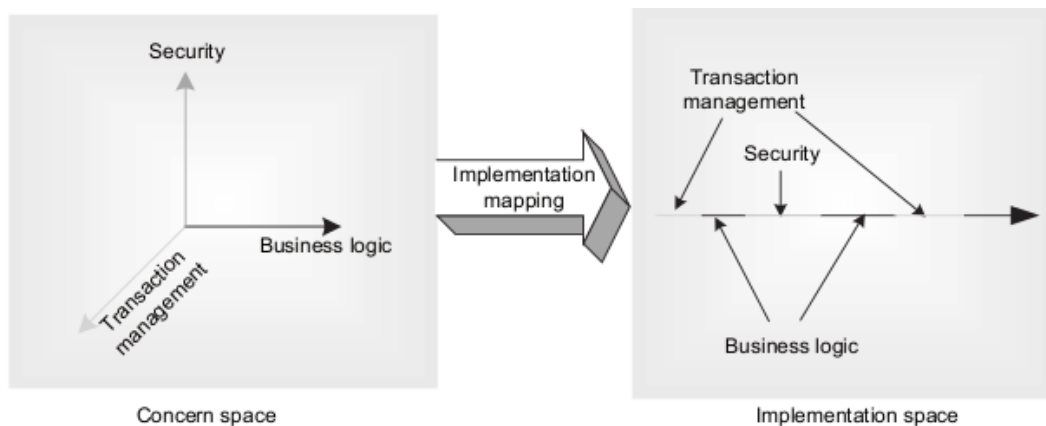 Security
Business logic
Transaction
management
Concern space
Implementation
mapping
Transaction
management
Security
Business logic
Implementation space